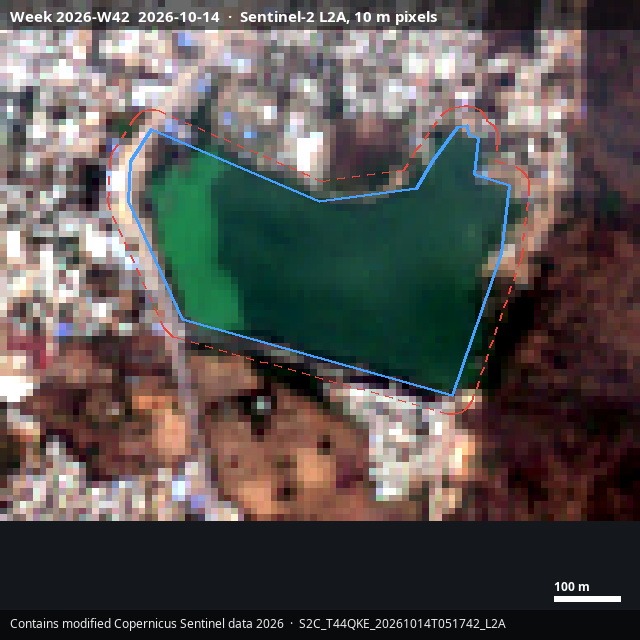 Week 2026-W42 2026-10-14 · Sentinel-2 L2A, 10 m pixels
100 m
Contains modified Copernicus Sentinel data 2026 · S2C_T44QKE_20261014T051742_L2A